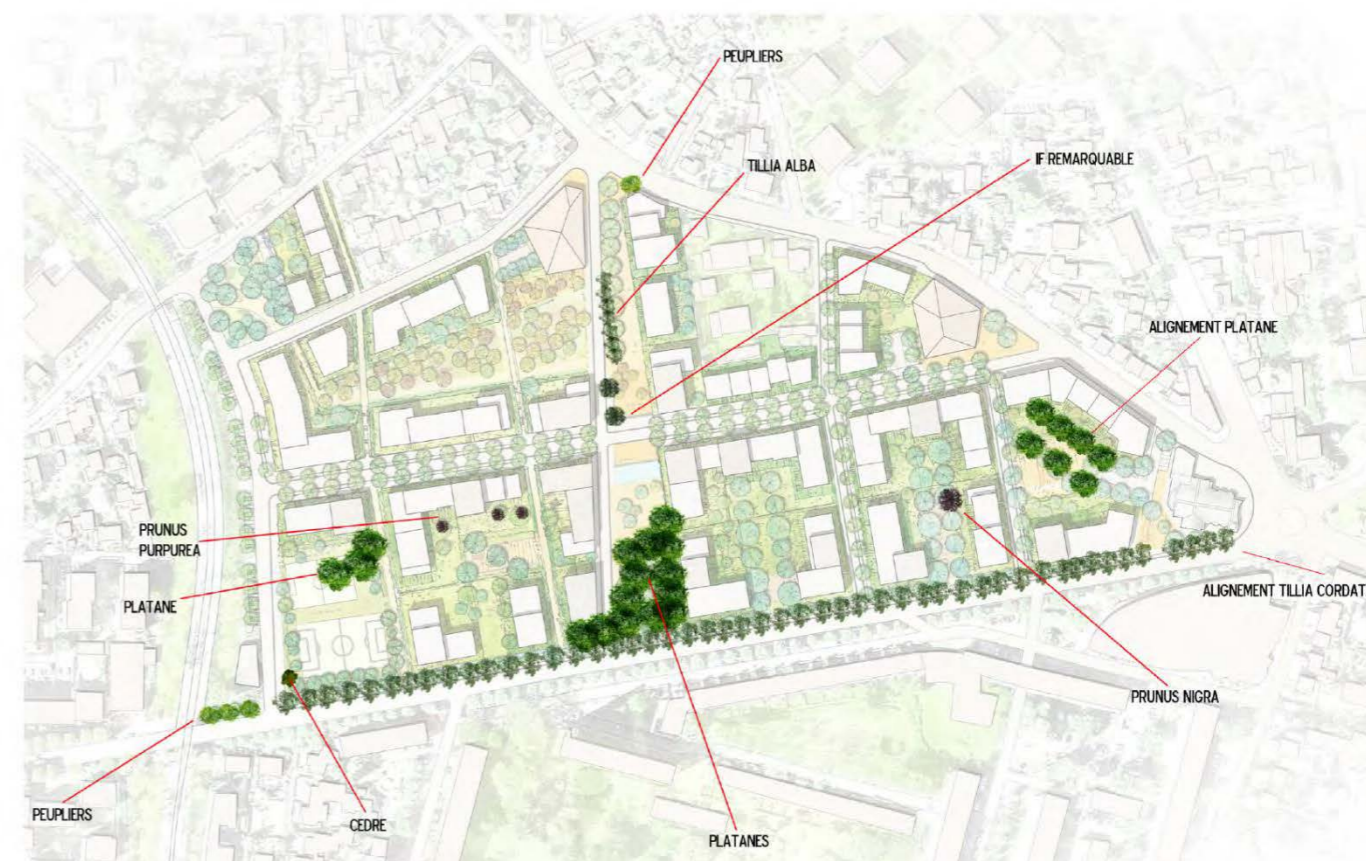 PEUPLIERS
TILLIA ALBA
IF REMARQUABLE
ALIGNEMENT PLATANE
PRUNUS
PURPUREA
PLATANE
ALIGNEMENT TILLIA CORDAT
PRUNUS NIGRA
PEUPLIERS
CEDRE
PLATANES